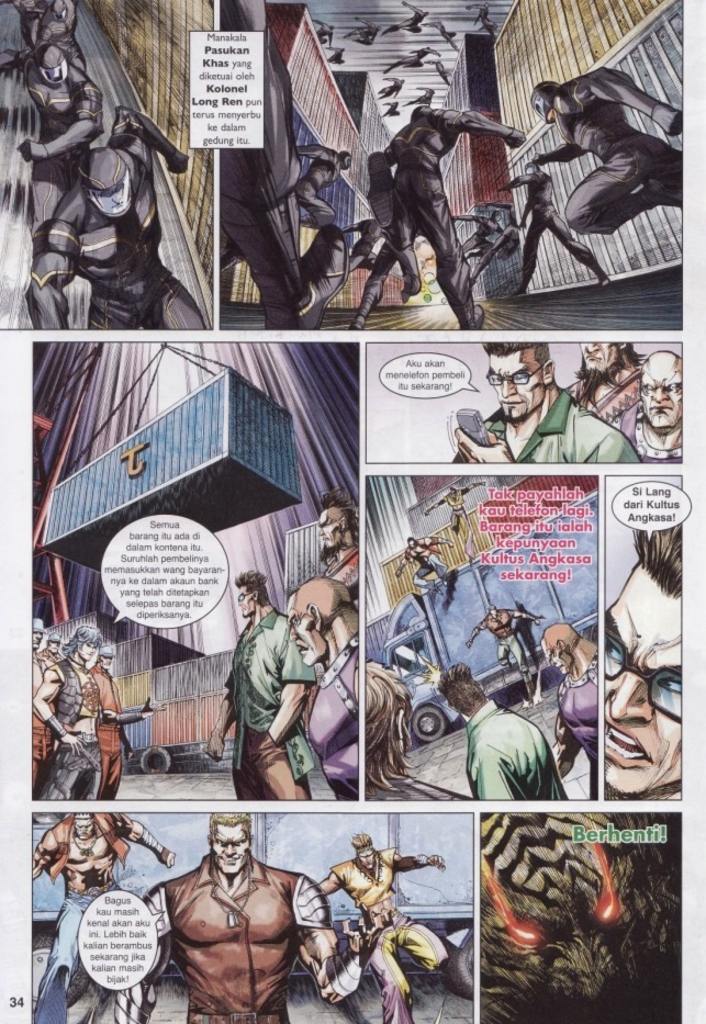 Manakala
Pasukan
Khas yang
diketuai oleh
Kolonel
Long Ren pun
terus menyerbu
ke dalam
gedung itu.
Aku akan
menelefon pembeli
itu sekarang!
Semua
barang itu ada di
dalam kontena itu.
Suruhlah pembelinya
memasukkan wang bayaran-
nya ke dalam akaun bank
yang telah ditetapkan
selepas barang itu
diperiksanya.
Tak payahlah
kau telefon lagi.
Barang itu ialah
kepunyaan
Kultus Angkasa
sekarang!
Si Lang
dari Kultus
Angkasa!
Bagus
kau masih
kenal akan aku
ini. Lebih baik
kalian berambus
sekarang jika
kalian masih
bijak!
Berhenti!
34